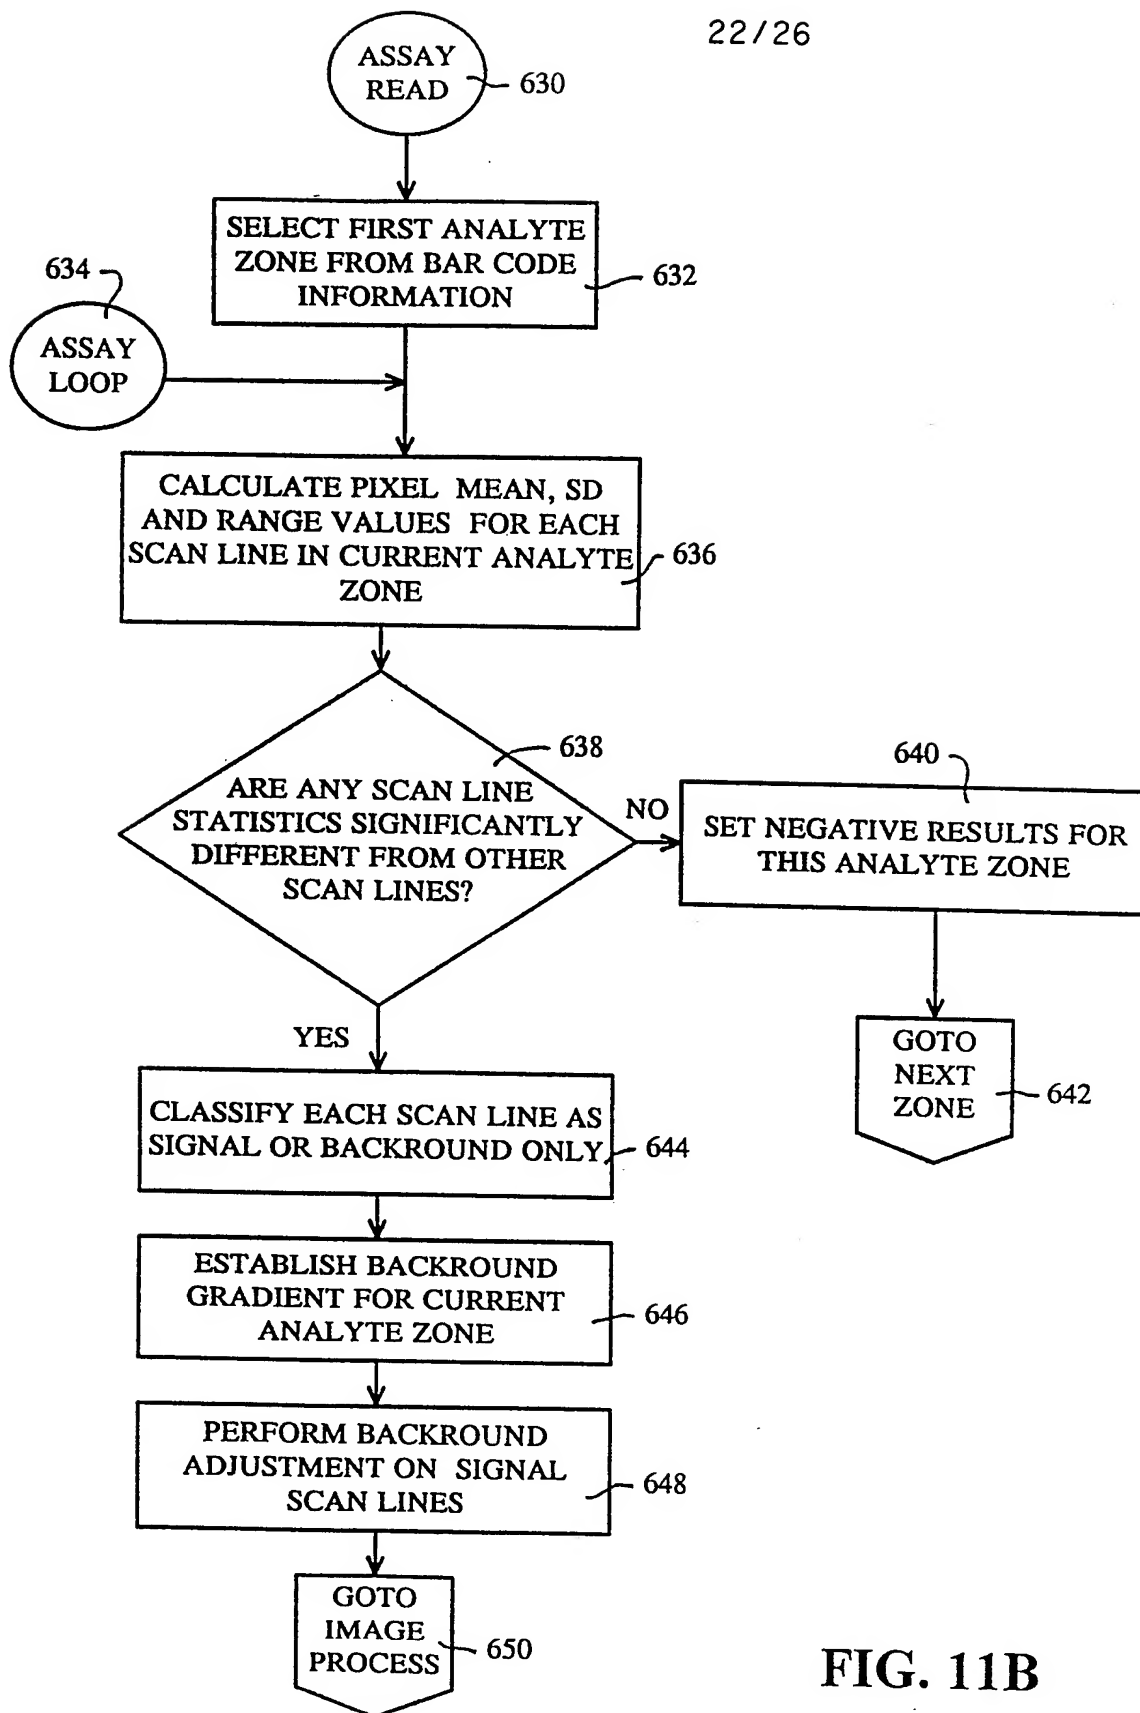 22/26
ASSAY
READ
630
SELECT FIRST ANALYTE
ZONE FROM BAR CODE
INFORMATION
632
634
ASSAY
LOOP
CALCULATE PIXEL MEAN, SD
AND RANGE VALUES FOR EACH
SCAN LINE IN CURRENT ANALYTE
ZONE
636
638
ARE ANY SCAN LINE
STATISTICS SIGNIFICANTLY
DIFFERENT FROM OTHER
SCAN LINES?
NO
640
SET NEGATIVE RESULTS FOR
THIS ANALYTE ZONE
GOTO
NEXT
ZONE
642
YES
CLASSIFY EACH SCAN LINE AS
SIGNAL OR BACKROUND ONLY
644
ESTABLISH BACKROUND
GRADIENT FOR CURRENT
ANALYTE ZONE
646
PERFORM BACKROUND
ADJUSTMENT ON SIGNAL
SCAN LINES
648
GOTO
IMAGE
PROCESS
650
FIG. 11B